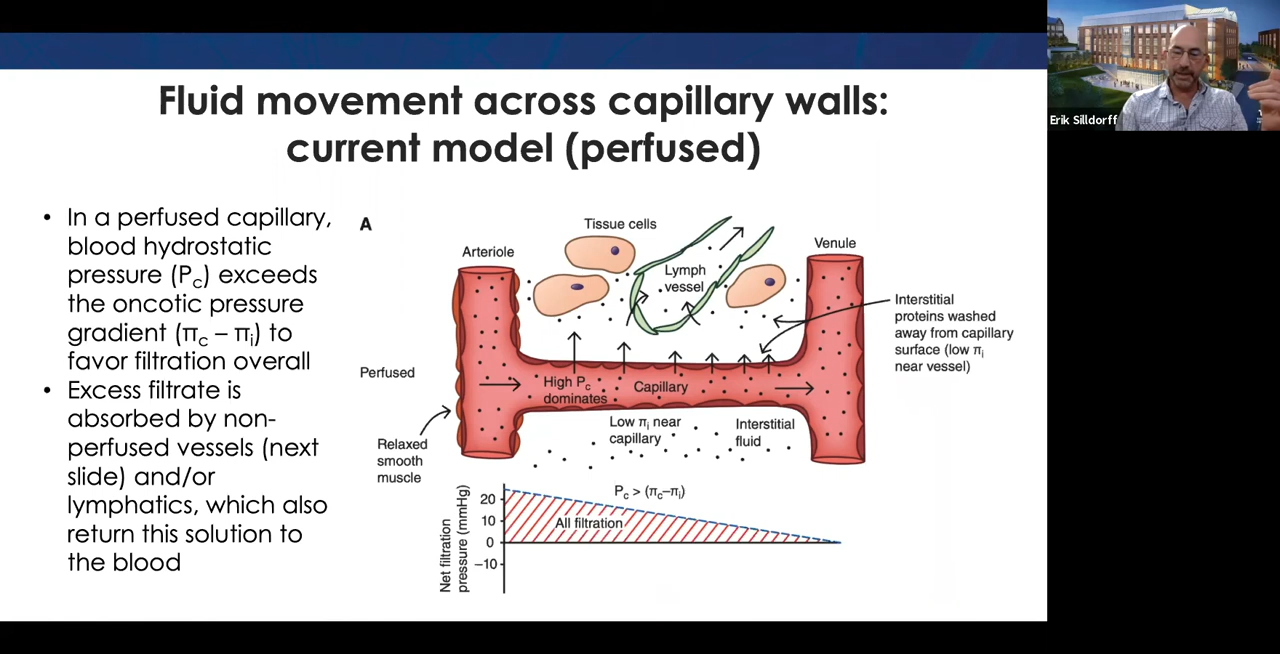 Fluid movement across capillary walls:
current model (perfused)
• In a perfused capillary,
blood hydrostatic
pressure (Pc) exceeds
the oncotic pressure
gradient (πc – πi) to
favor filtration overall
• Excess filtrate is
absorbed by non-
perfused vessels (next
slide) and/or
lymphatics, which also
return this solution to
the blood
A
Tissue cells
Arteriole
Lymph
vessel
Venule
Interstitial
proteins washed
away from capillary
surface (low πi
near vessel)
Perfused
High Pc
dominates
Capillary
Relaxed
smooth
muscle
Low πi near
capillary
Interstitial
fluid
Net filtration
pressure (mmHg)
20
10
0
−10
Pc > (πc–πi)
All filtration
Erik Silldorff